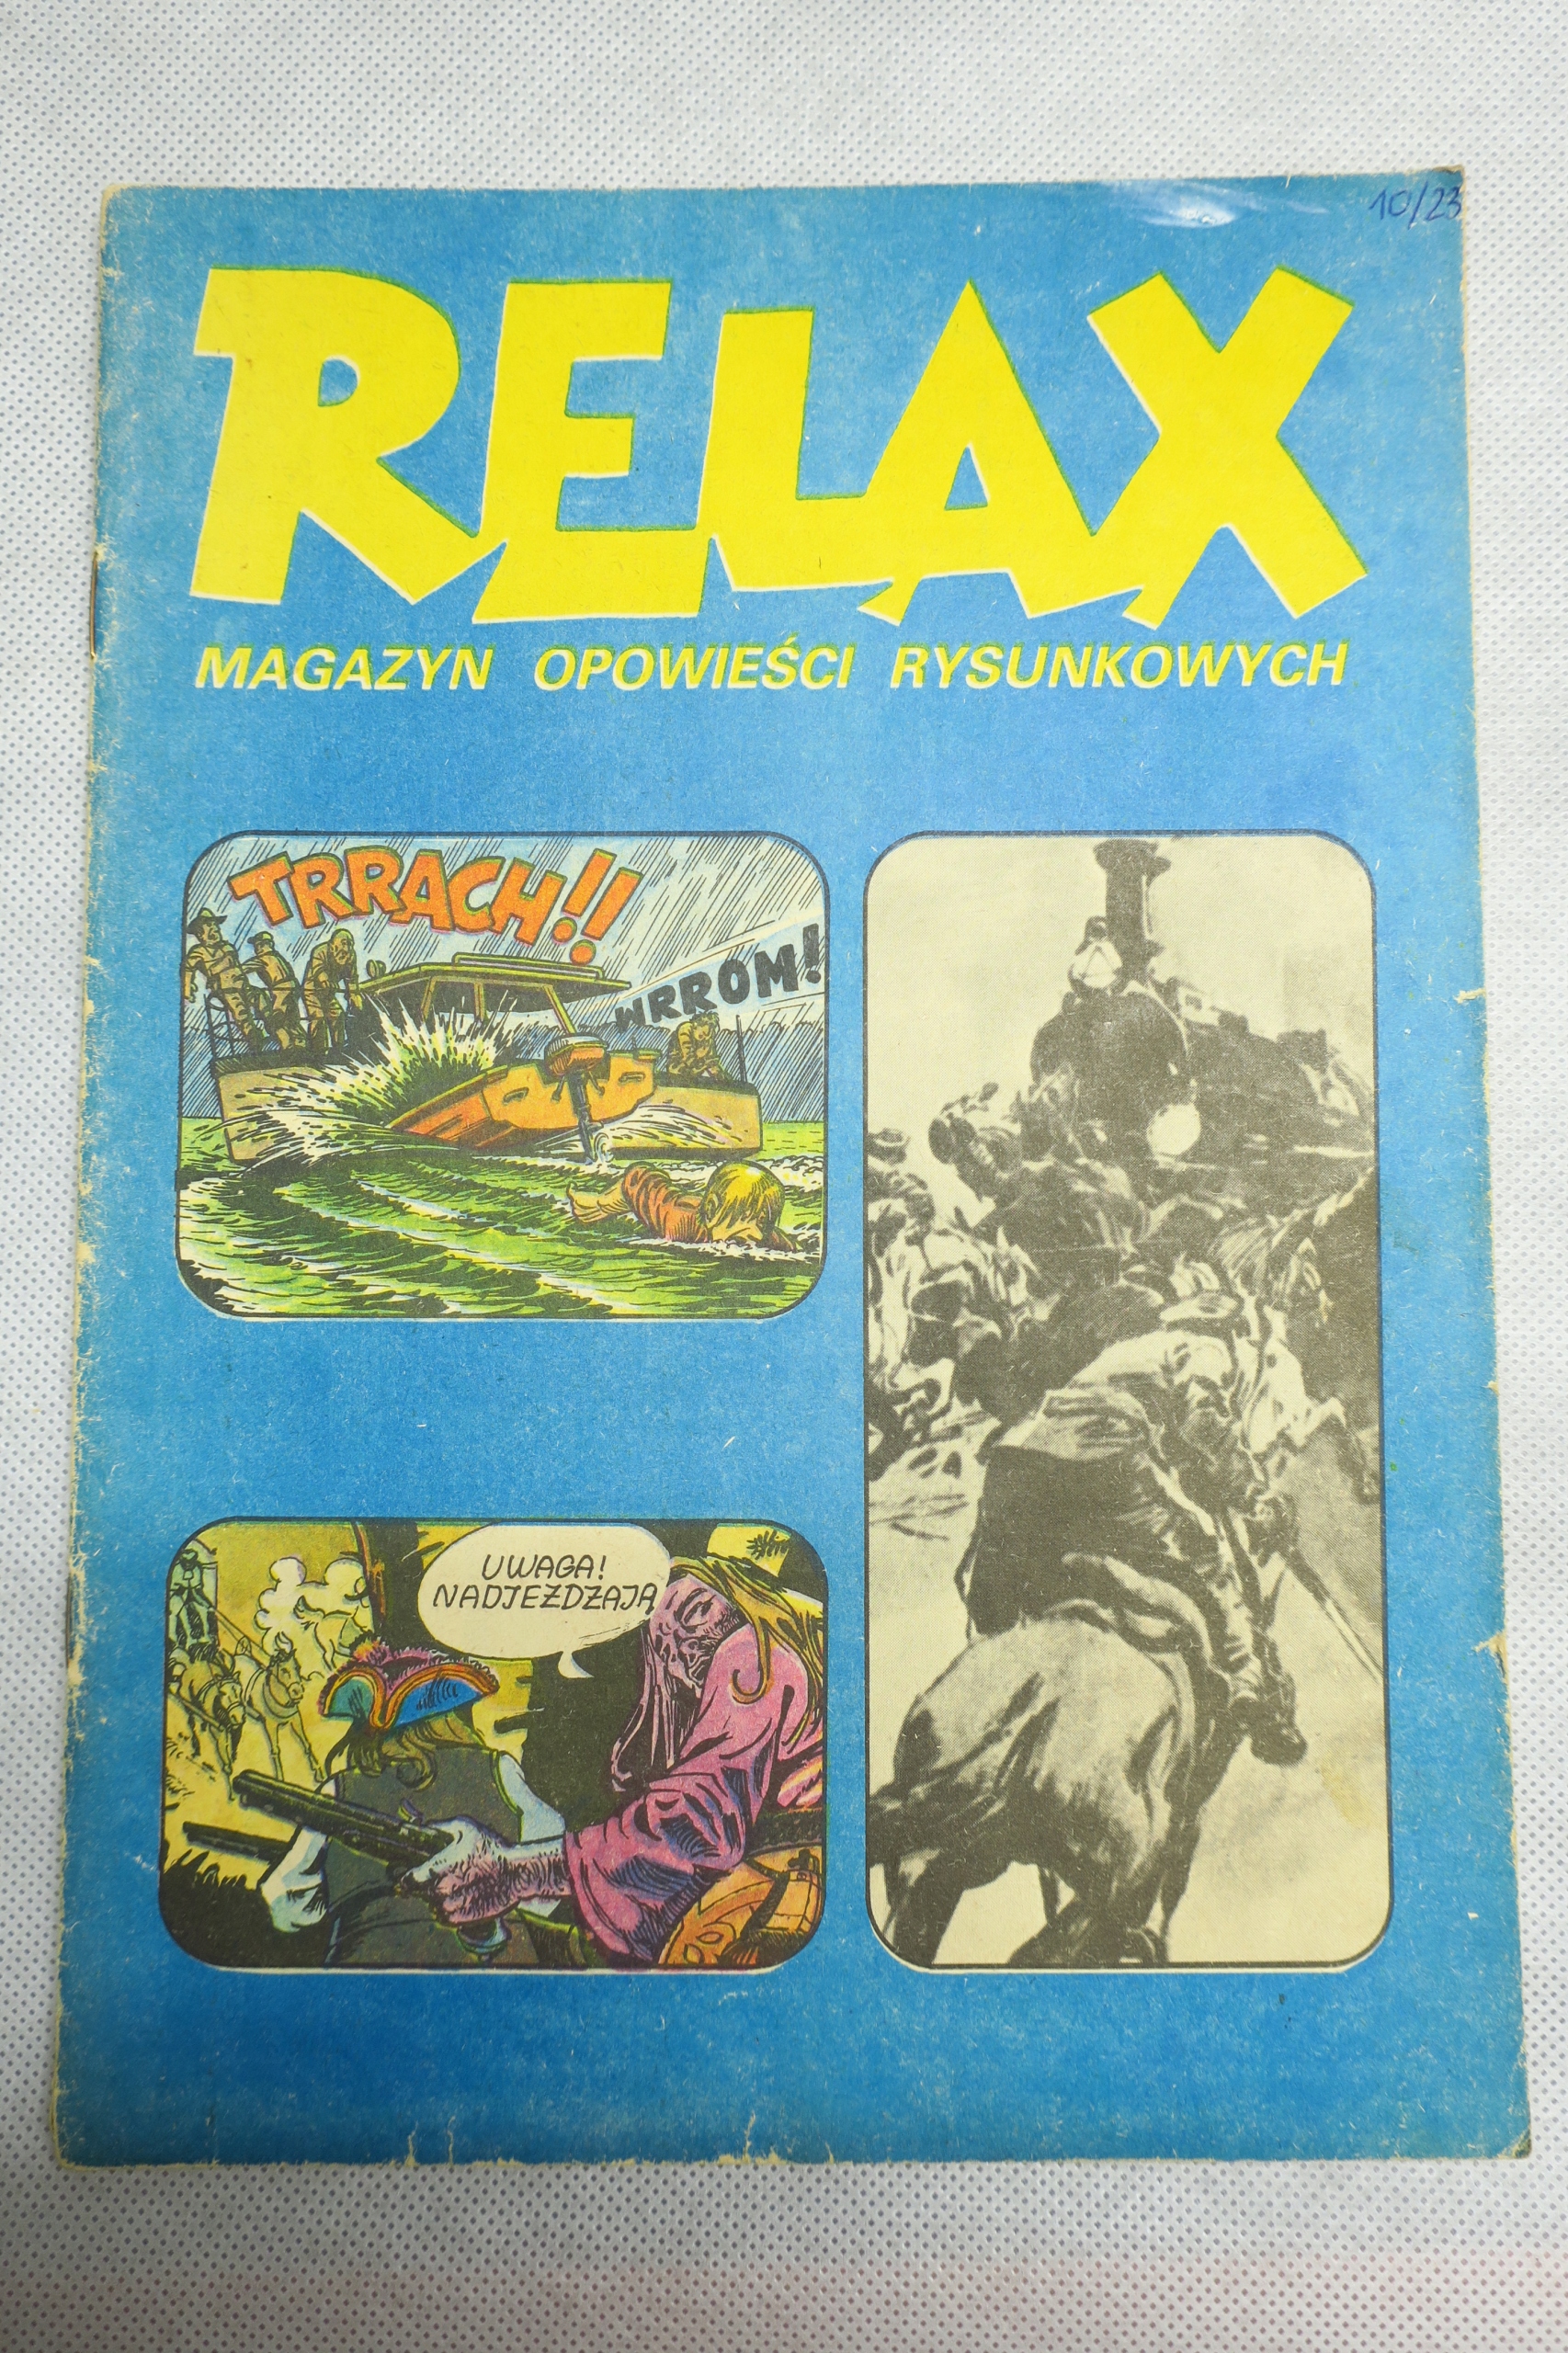 10/23
RELAX
MAGAZYN OPOWIEŚCI RYSUNKOWYCH
TRRACH!!
WRROM!
UWAGA!
NADJEŻDŻAJĄ